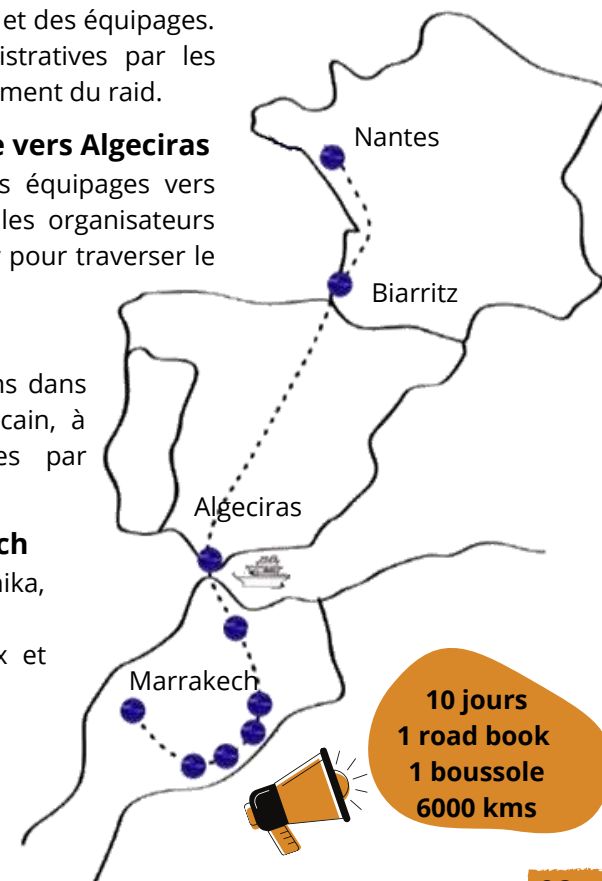 et des équipages.
istratives par les
ment du raid.
e vers Algeciras
s équipages vers
les organisateurs
r pour traverser le
ns dans
cain, à
es par
ch
nika,
x et
Nantes
Biarritz
Algeciras
Marrakech
10 jours
1 road book
1 boussole
6000 kms